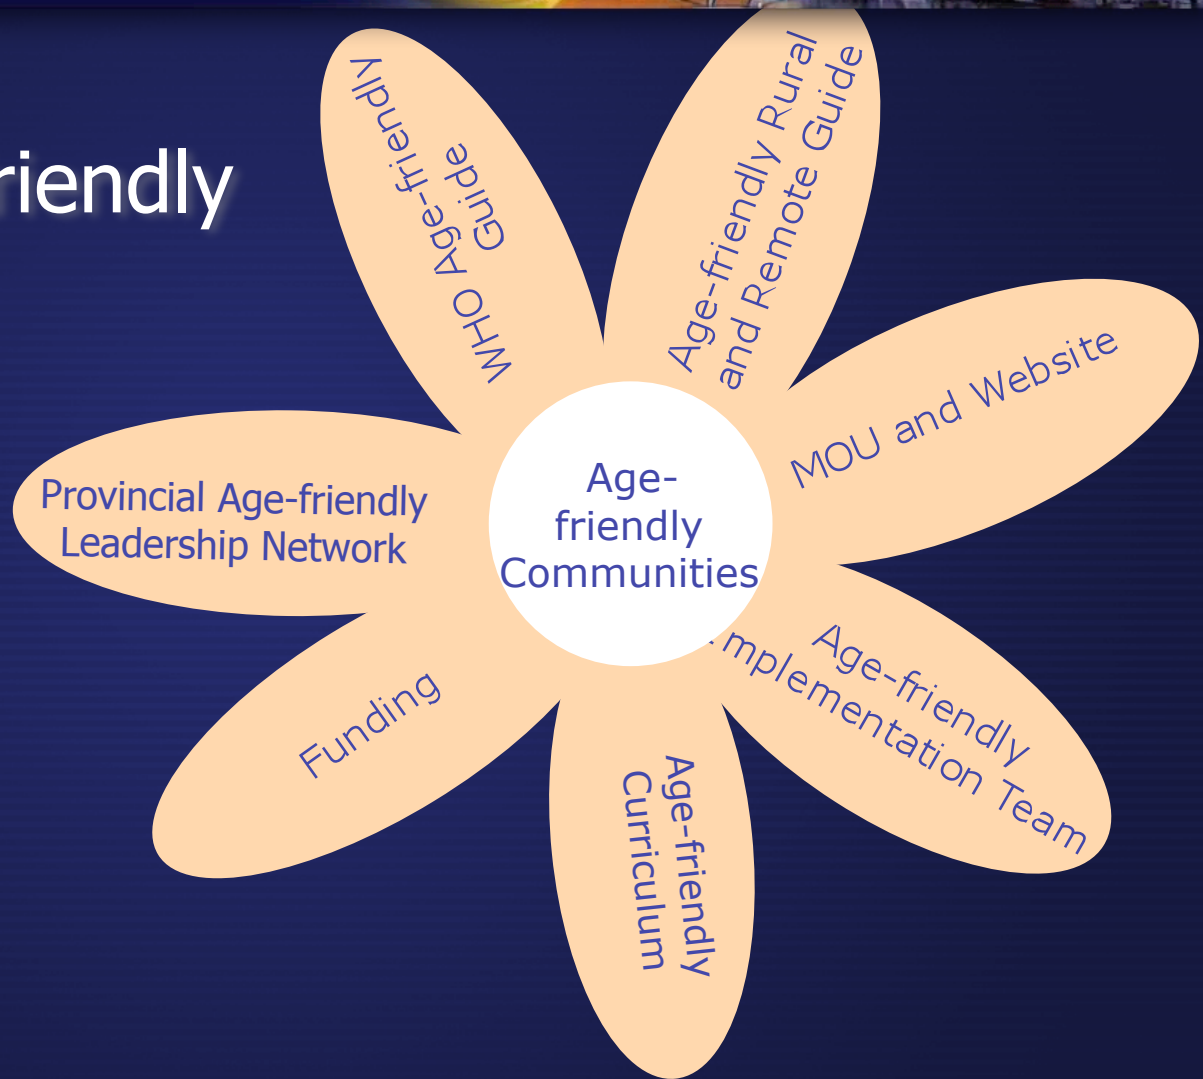 riendly
WHO Age-friendly
Guide
Age-friendly Rural
and Remote Guide
MOU and Website
Age-friendly
Implementation Team
Age-friendly
Curriculum
Funding
Provincial Age-friendly
Leadership Network
Age-
friendly
Communities